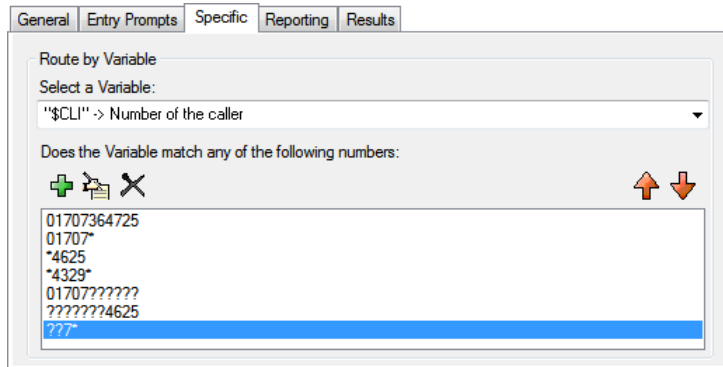 General Entry Prompts Specific Reporting Results
Route by Variable
Select a Variable:
"$CLI" -> Number of the caller
Does the Variable match any of the following numbers:
01707364725
01707*
*4625
*4329*
01707??????
???????4625
??7*